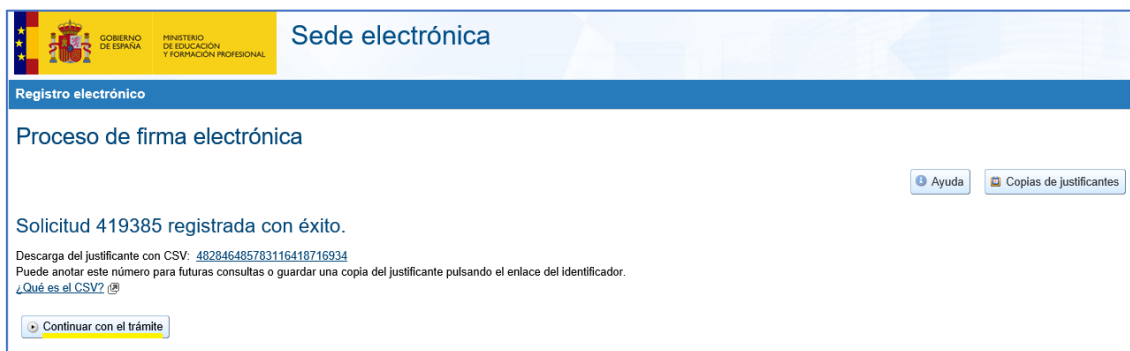 GOBIERNO
DE ESPAÑA
MINISTERIO
DE EDUCACIÓN
Y FORMACIÓN PROFESIONAL
Sede electrónica
Registro electrónico
Proceso de firma electrónica
Ayuda
Copias de justificantes
Solicitud 419385 registrada con éxito.
Descarga del justificante con CSV: 482846485783116418716934
Puede anotar este número para futuras consultas o guardar una copia del justificante pulsando el enlace del identificador.
¿Qué es el CSV?
Continuar con el trámite